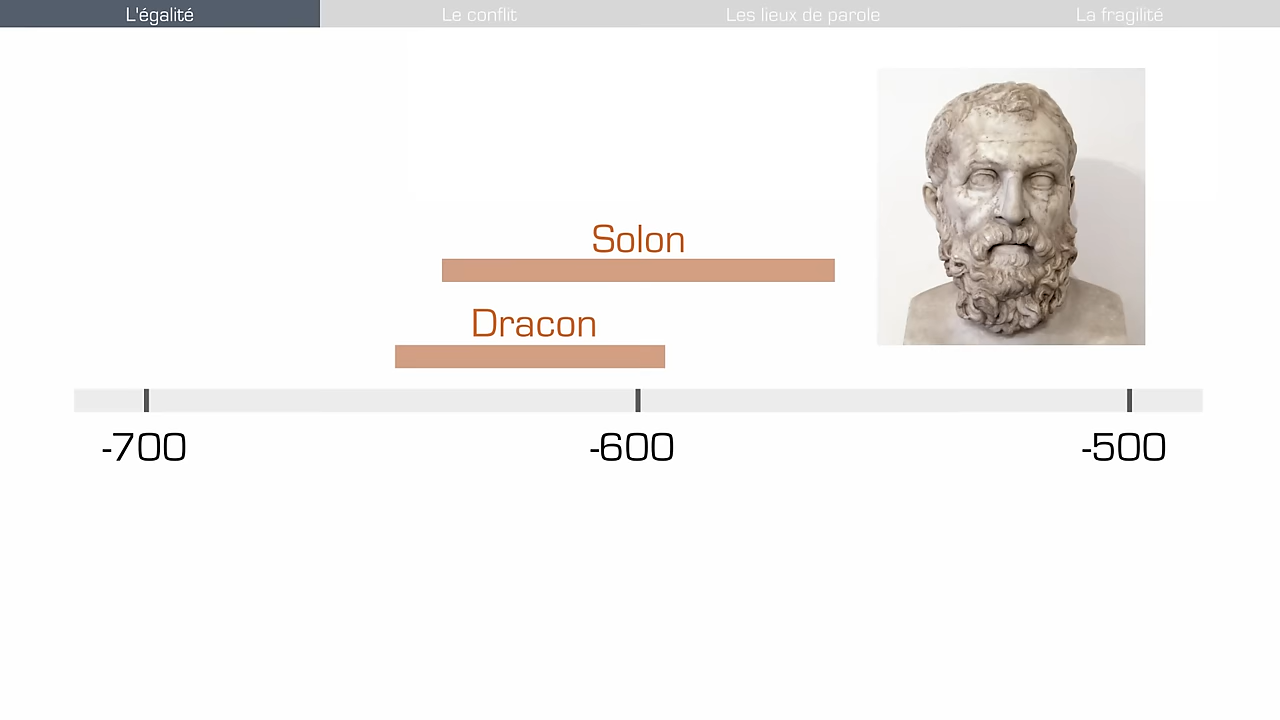 L'égalité
Le conflit
Les lieux de parole
La fragilité
Solon
Dracon
-700
-600
-500